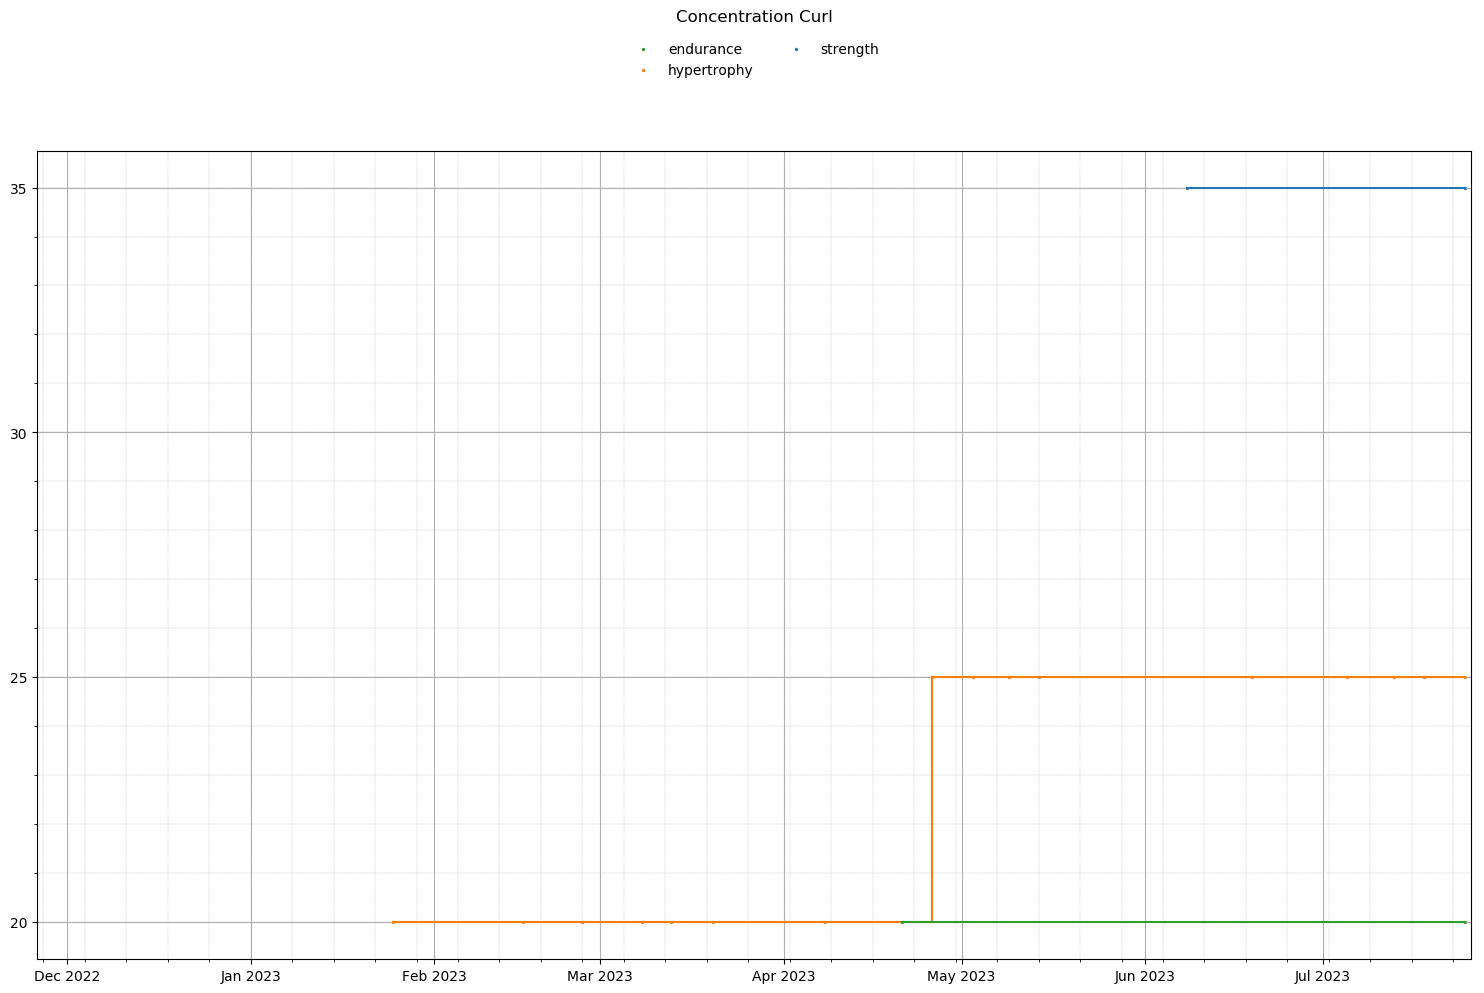 Concentration Curl
endurance
hypertrophy
strength
35
30
25
20
Dec 2022
Jan 2023
Feb 2023
Mar 2023
Apr 2023
May 2023
Jun 2023
Jul 2023